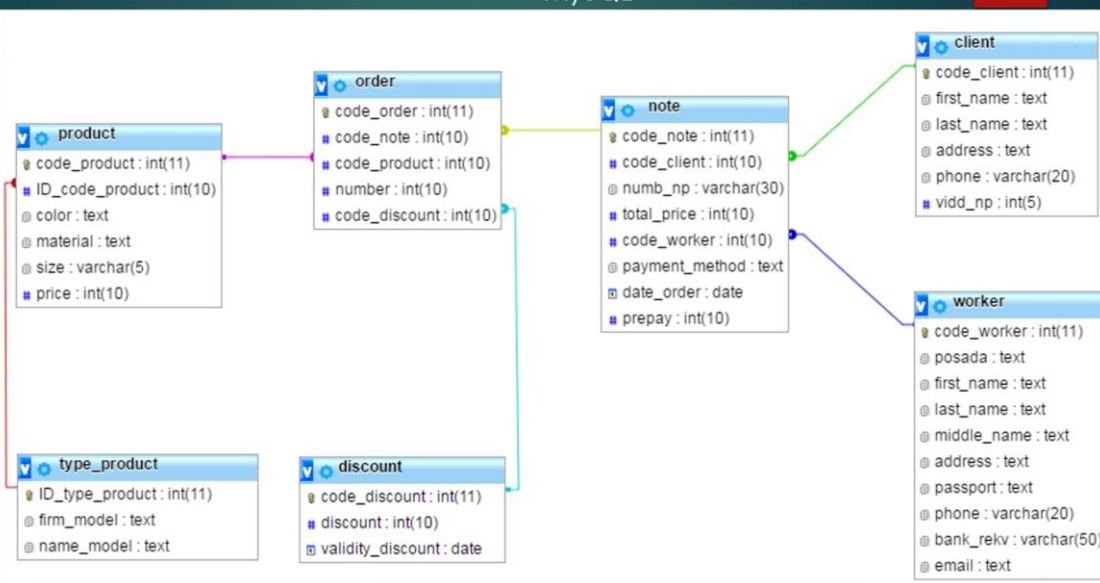 product
code_product : int(11)
ID_code_product : int(10)
color : text
material : text
size : varchar(5)
price : int(10)
order
code_order : int(11)
code_note : int(10)
code_product : int(10)
number : int(10)
code_discount : int(10)
note
code_note : int(11)
code_client : int(10)
numb_np : varchar(30)
total_price : int(10)
code_worker : int(10)
payment_method : text
date_order : date
prepay : int(10)
client
code_client : int(11)
first_name : text
last_name : text
address : text
phone : varchar(20)
vidd_np : int(5)
type_product
ID_type_product : int(11)
firm_model : text
name_model : text
discount
code_discount : int(11)
discount : int(10)
validity_discount : date
worker
code_worker : int(11)
posada : text
first_name : text
last_name : text
middle_name : text
address : text
passport : text
phone : varchar(20)
bank_rekv : varchar(50)
email : text